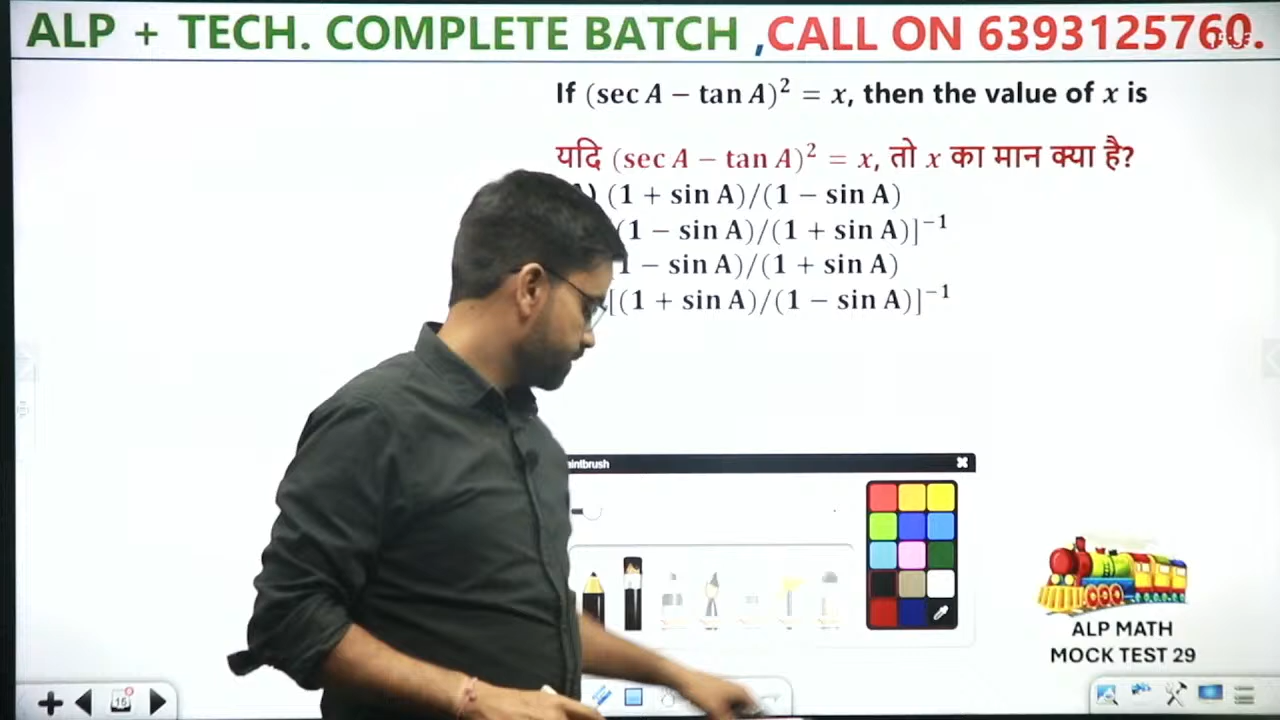 ALP + TECH. COMPLETE BATCH ,CALL ON 6393125760.
If (sec A − tan A)² = x, then the value of x is
यदि (sec A − tan A)² = x, तो x का मान क्या है?
(1 + sin A)/(1 − sin A)
(1 − sin A)/(1 + sin A)]⁻¹
1 − sin A)/(1 + sin A)
[(1 + sin A)/(1 − sin A)]⁻¹
15
ALP MATH
MOCK TEST 29